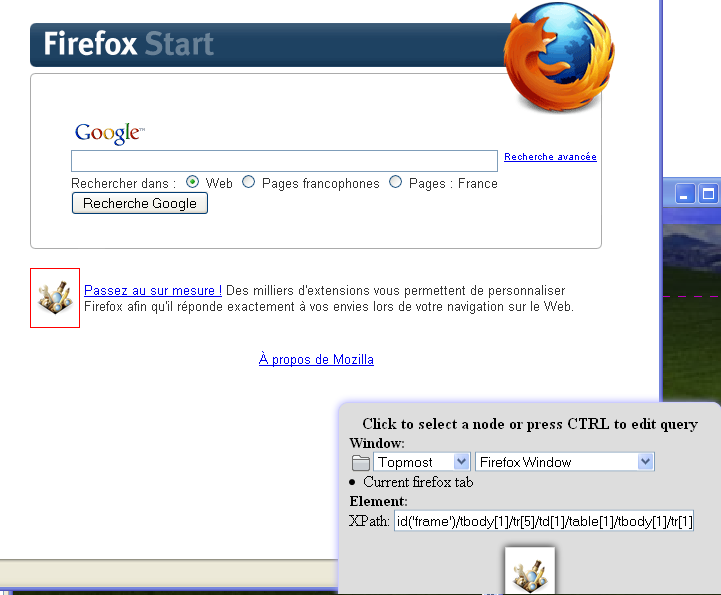 Firefox Start
Google™
Recherche avancée
Rechercher dans : Web Pages francophones Pages : France
Recherche Google
Passez au sur mesure ! Des milliers d'extensions vous permettent de personnaliser
Firefox afin qu'il réponde exactement à vos envies lors de votre navigation sur le Web.
À propos de Mozilla
Click to select a node or press CTRL to edit query
Window:
Topmost Firefox Window
Current firefox tab
Element:
XPath: id('frame')/tbody[1]/tr[5]/td[1]/table[1]/tbody[1]/tr[1]